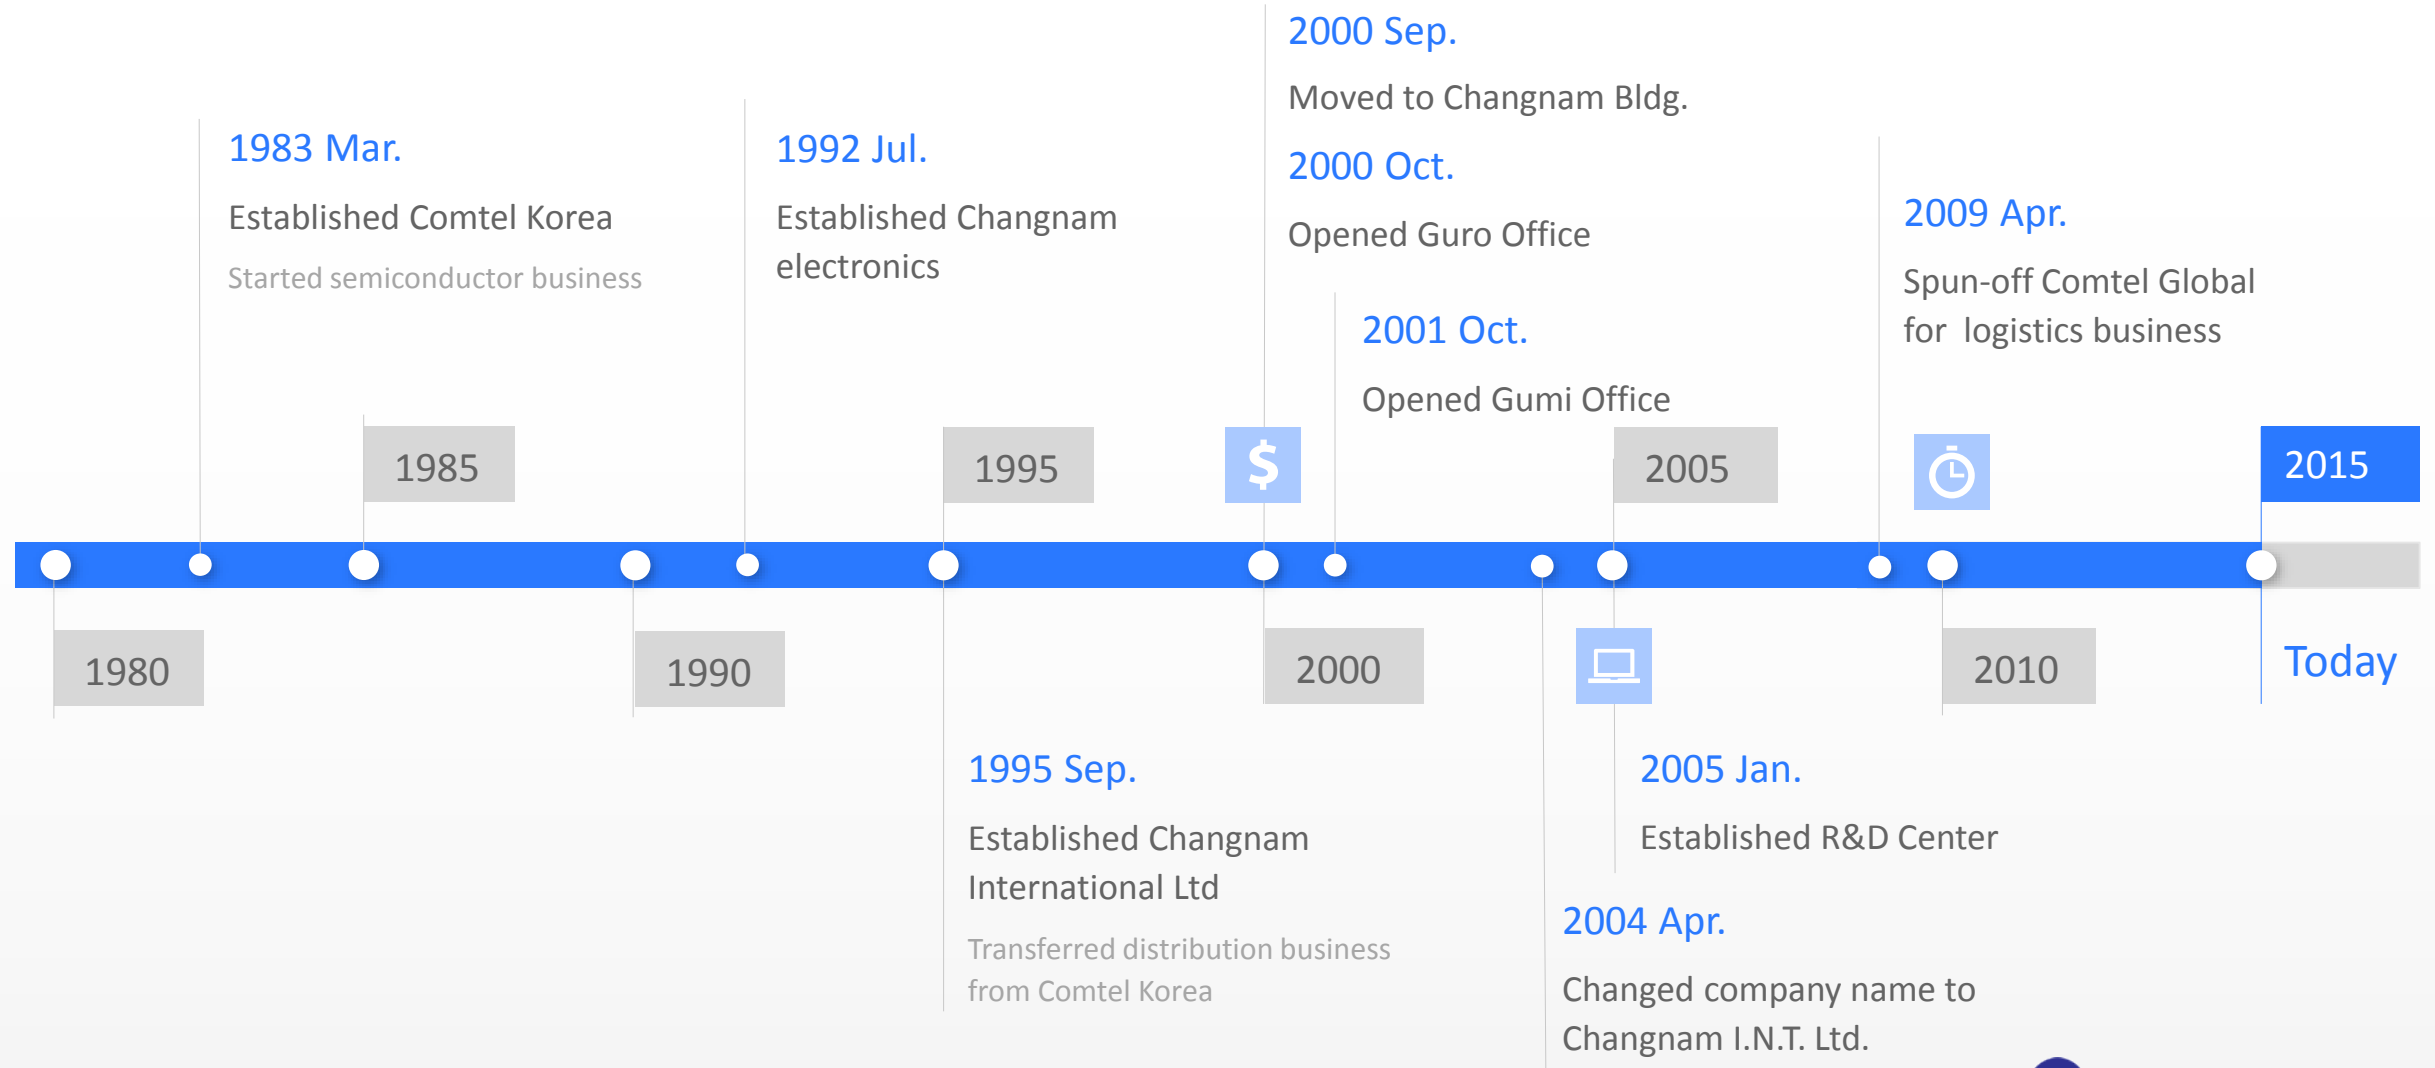 2000 Sep.
Moved to Changnam Bldg.
2000 Oct.
Opened Guro Office
1983 Mar.
Established Comtel Korea
Started semiconductor business
1992 Jul.
Established Changnam
electronics
2001 Oct.
Opened Gumi Office
2009 Apr.
Spun-off Comtel Global
for logistics business
1985
1995
$
2005
2015
1980
1990
2000
2010
Today
1995 Sep.
Established Changnam
International Ltd
Transferred distribution business
from Comtel Korea
2005 Jan.
Established R&D Center
2004 Apr.
Changed company name to
Changnam I.N.T. Ltd.